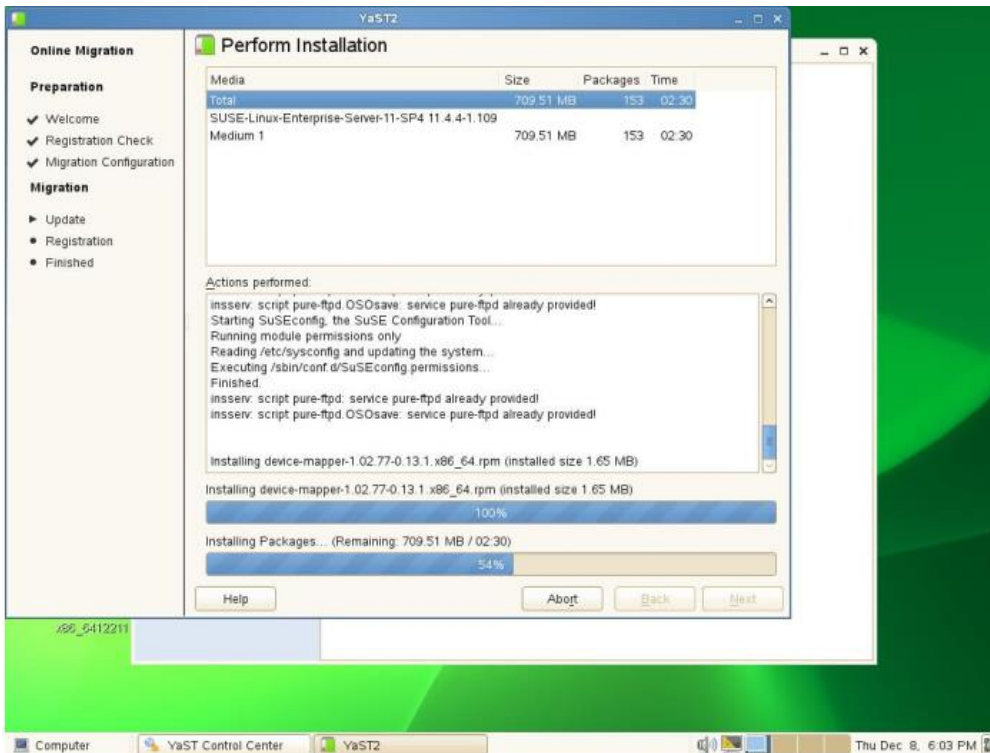 YaST2
Online Migration
Preparation
Welcome
Registration Check
Migration Configuration
Migration
Update
Registration
Finished
Perform Installation
Media Size Packages Time
Total 709.51 MB 153 02:30
SUSE-Linux-Enterprise-Server-11-SP4 11.4.4-1.109
Medium 1 709.51 MB 153 02:30
Actions performed:
insserv: script pure-ftpd.OSOsave: service pure-ftpd already provided!
Starting SuSEconfig, the SuSE Configuration Tool...
Running module permissions only
Reading /etc/sysconfig and updating the system...
Executing /sbin/conf.d/SuSEconfig.permissions...
Finished.
insserv: script pure-ftpd: service pure-ftpd already provided!
insserv: script pure-ftpd.OSOsave: service pure-ftpd already provided!
Installing device-mapper-1.02.77-0.13.1.x86_64.rpm (installed size 1.65 MB)
Installing device-mapper-1.02.77-0.13.1.x86_64.rpm (installed size 1.65 MB)
100%
Installing Packages... (Remaining: 709.51 MB / 02:30)
54%
Help Abort Back Next
x86_6412211
Computer YaST Control Center YaST2 Thu Dec 8, 6:03 PM